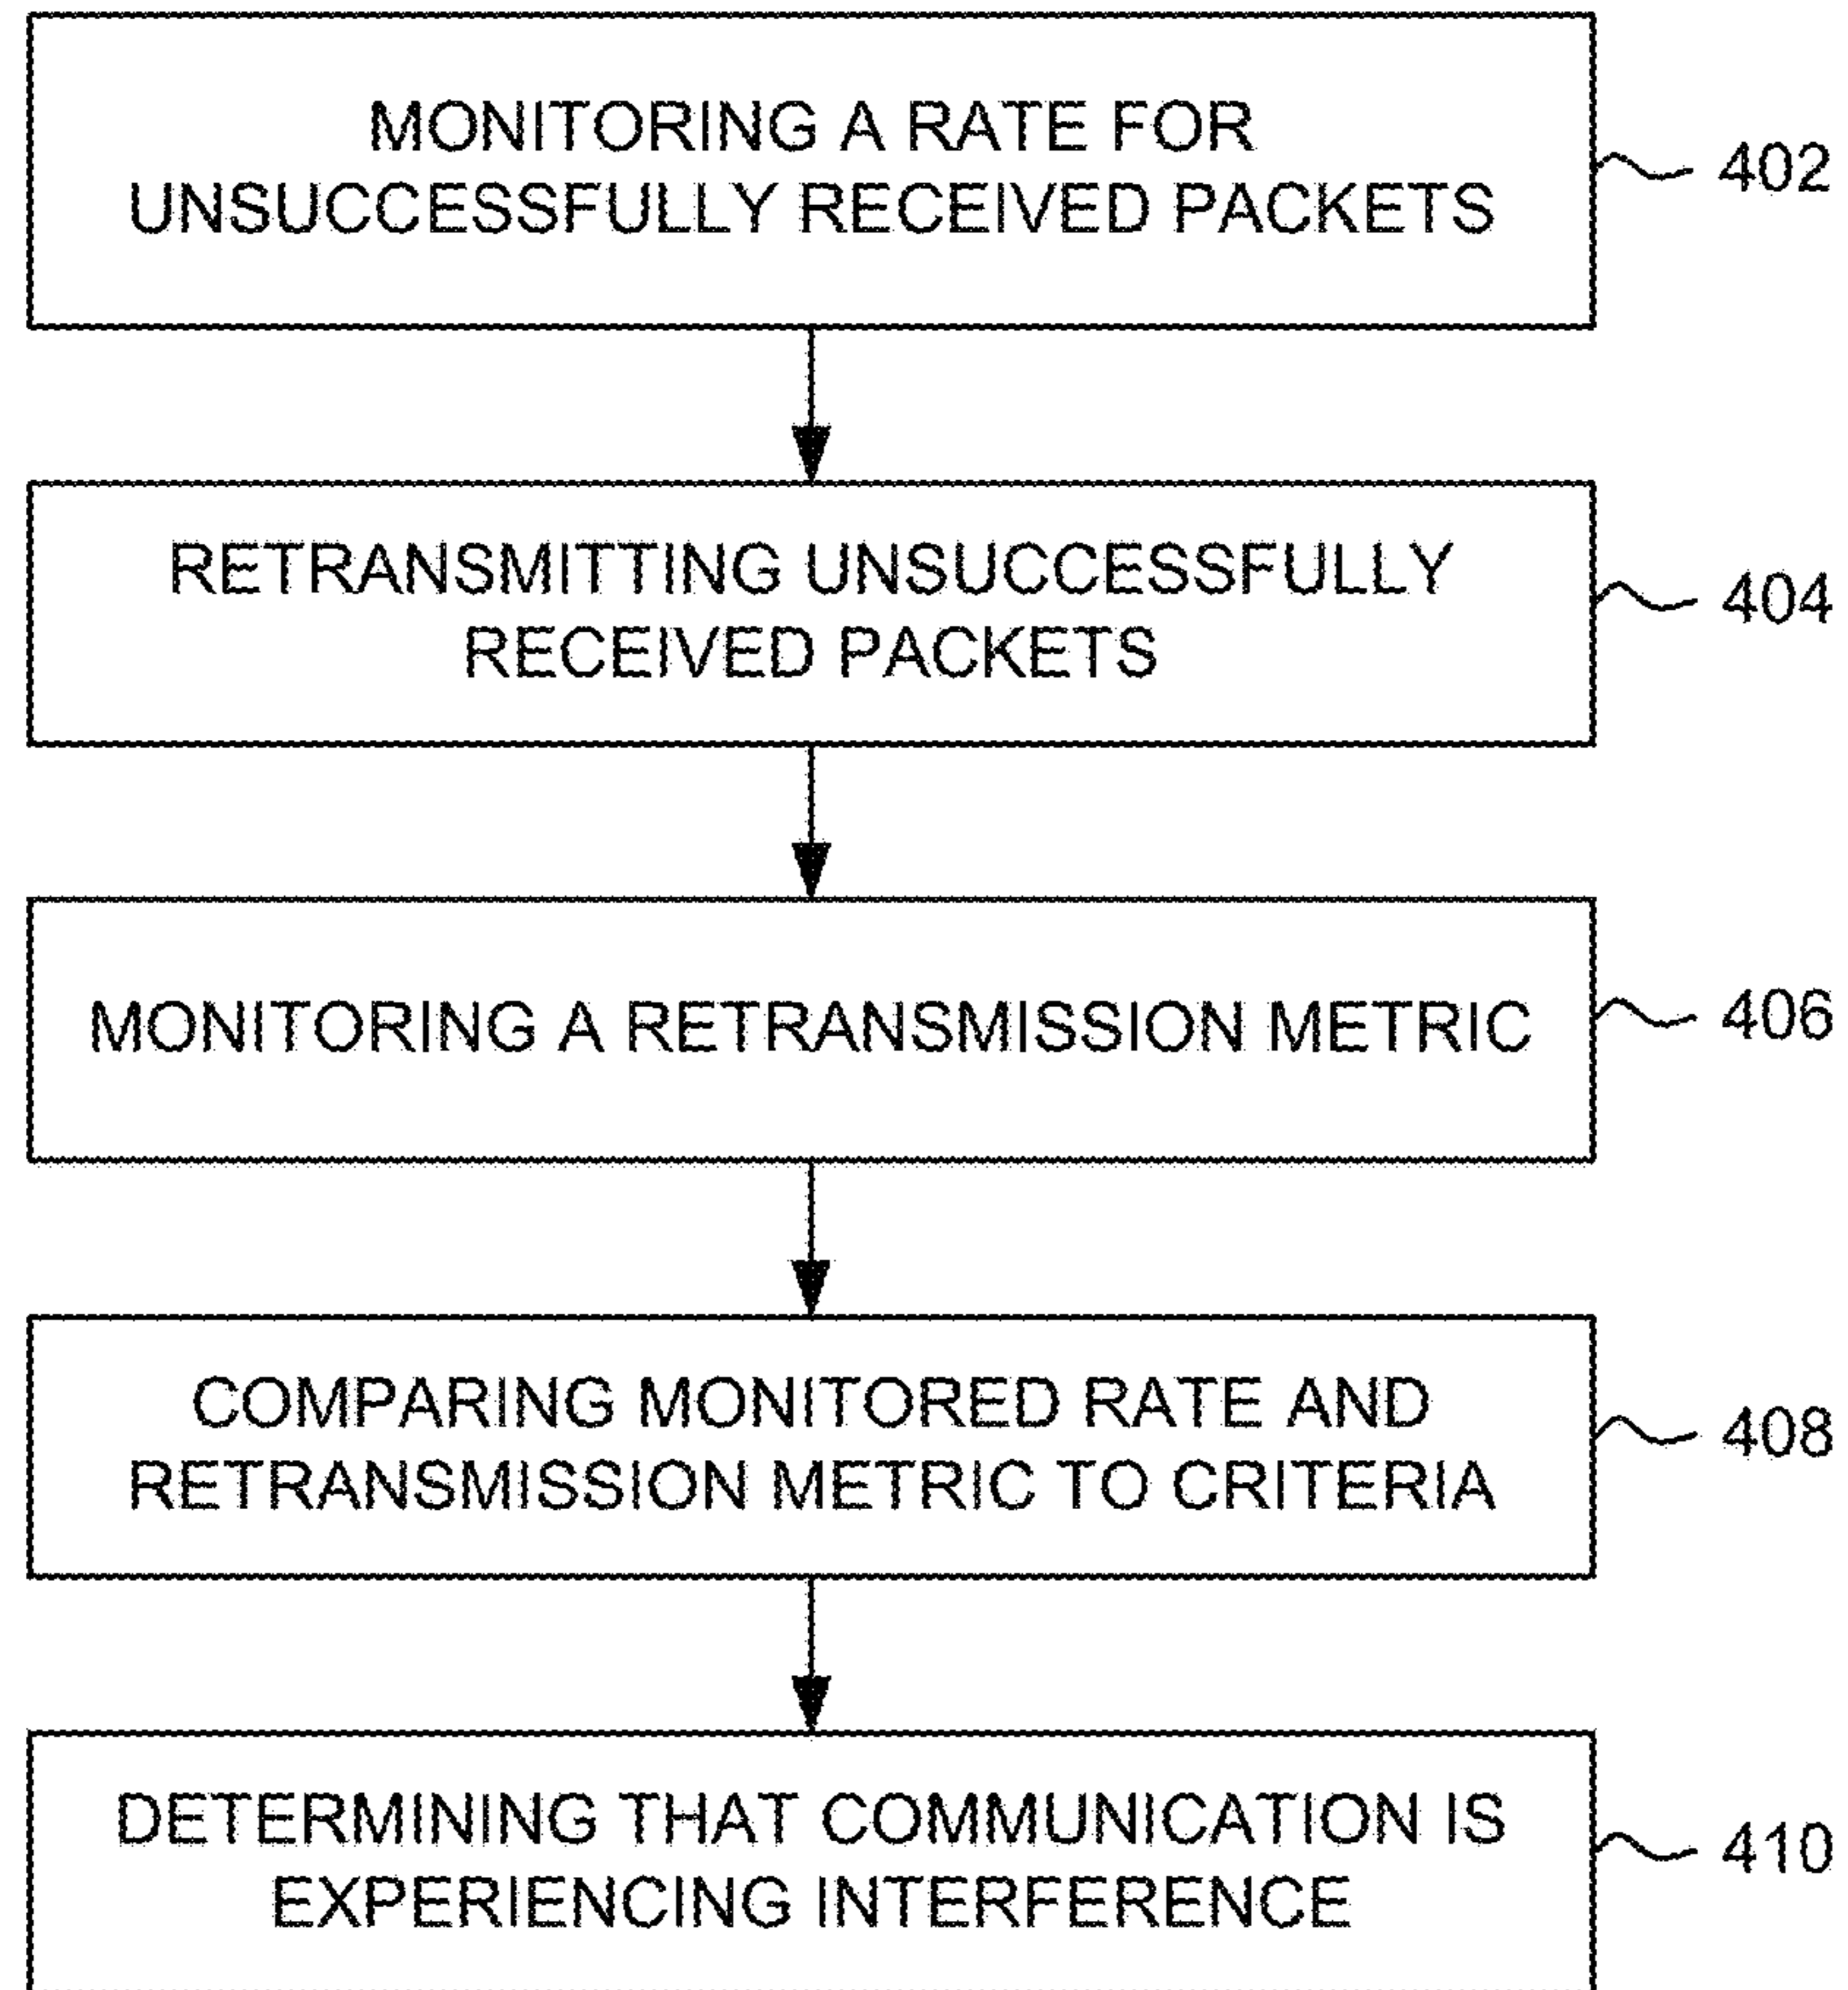 MONITORING A RATE FOR
UNSUCCESSFULLY RECEIVED PACKETS
402
RETRANSMITTING UNSUCCESSFULLY
RECEIVED PACKETS
404
MONITORING A RETRANSMISSION METRIC
406
COMPARING MONITORED RATE AND
RETRANSMISSION METRIC TO CRITERIA
408
DETERMINING THAT COMMUNICATION IS
EXPERIENCING INTERFERENCE
410